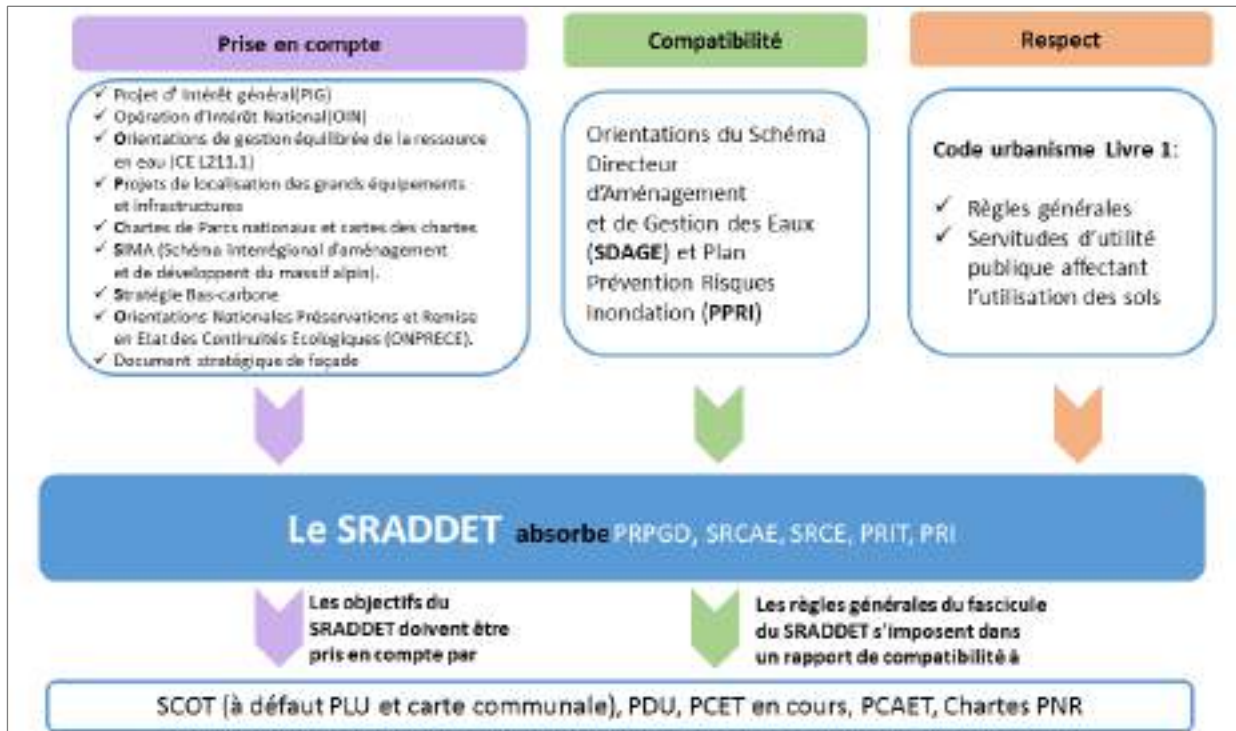 Prise en compte
✓ Projet d' Intérêt général(PIG)
✓ Opération d'Intérêt National(OIN)
✓ Orientations de gestion équilibrée de la ressource
en eau (CE L211.1)
✓ Projets de localisation des grands équipements
et infrastructures
✓ Chartes de Parcs nationaux et cartes des chartes
✓ SIMA (Schéma Interrégional d'aménagement
et de développent du massif alpin).
✓ Stratégie Bas-carbone
✓ Orientations Nationales Préservations et Remise
en Etat des Continuités Ecologiques (ONPRECE).
✓ Document stratégique de façade
Compatibilité
Orientations du Schéma
Directeur
d'Aménagement
et de Gestion des Eaux
(SDAGE) et Plan
Prévention Risques
Inondation (PPRI)
Respect
Code urbanisme Livre 1:
✓ Règles générales
✓ Servitudes d'utilité
publique affectant
l'utilisation des sols
Le SRADDET absorbe PRPGD, SRCAE, SRCE, PRIT, PRI
Les objectifs du
SRADDET doivent être
pris en compte par
Les règles générales du fascicule
du SRADDET s'imposent dans
un rapport de compatibilité à
SCOT (à défaut PLU et carte communale), PDU, PCET en cours, PCAET, Chartes PNR